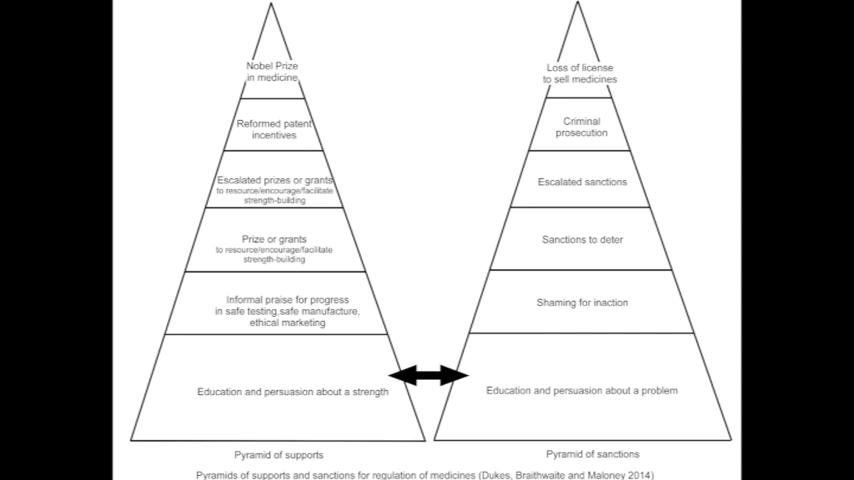 Nobel Prize
in medicine
Reformed patent
incentives
Escalated prizes or grants
to resource/encourage/facilitate
strength-building
Prize or grants
to resource/encourage/facilitate
strength-building
Informal praise for progress
in safe testing,safe manufacture,
ethical marketing
Education and persuasion about a strength
Pyramid of supports
Loss of license
to sell medicines
Criminal
prosecution
Escalated sanctions
Sanctions to deter
Shaming for inaction
Education and persuasion about a problem
Pyramid of sanctions
Pyramids of supports and sanctions for regulation of medicines (Dukes, Braithwaite and Maloney 2014)